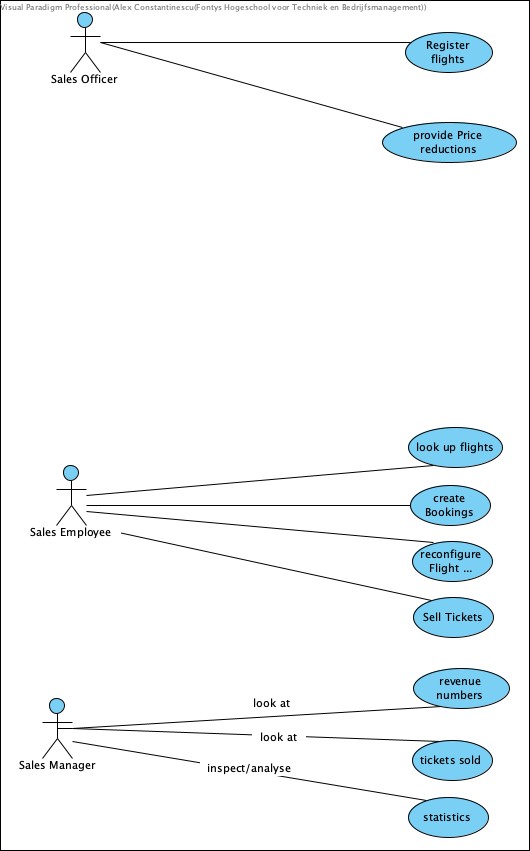 Visual Paradigm Professional(Alex Constantinescu(Fontys Hogeschool voor Techniek en Bedrijfsmanagement))
Sales Officer
Register
flights
provide Price
reductions
look up flights
Sales Employee
create
Bookings
reconfigure
Flight ...
Sell Tickets
Sales Manager
look at
revenue
numbers
look at
tickets sold
inspect/analyse
statistics